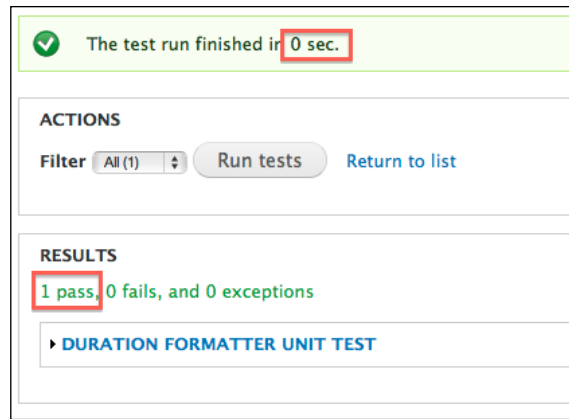 The test run finished in 0 sec.
ACTIONS
Filter All (1) Run tests Return to list
RESULTS
1 pass, 0 fails, and 0 exceptions
DURATION FORMATTER UNIT TEST